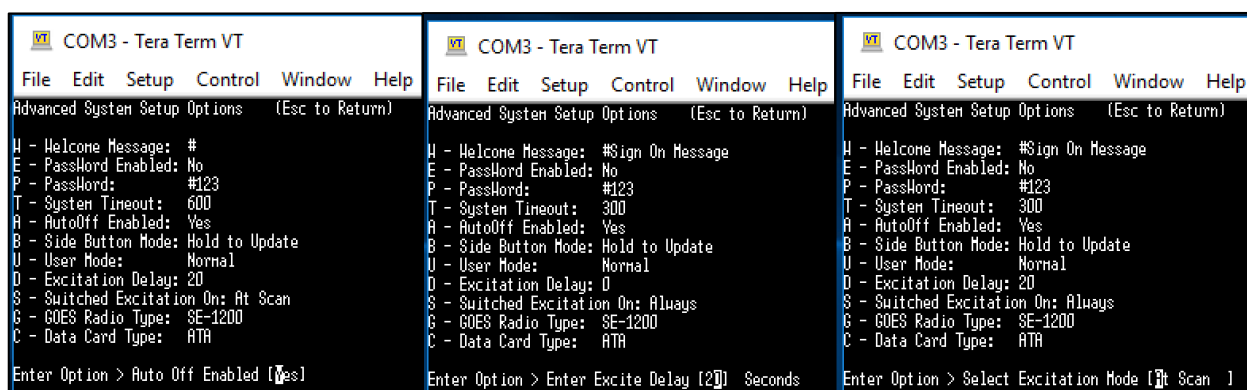 COM3 - Tera Term VT
File Edit Setup Control Window Help
Advanced System Setup Options (Esc to Return)
W - Welcome Message: #
E - PassWord Enabled: No
P - PassWord: #123
T - System Timeout: 600
A - AutoOff Enabled: Yes
B - Side Button Mode: Hold to Update
U - User Mode: Normal
D - Excitation Delay: 20
S - Switched Excitation On: At Scan
G - GOES Radio Type: SE-1200
C - Data Card Type: ATA
Enter Option > Auto Off Enabled [Yes]
COM3 - Tera Term VT
File Edit Setup Control Window Help
Advanced System Setup Options (Esc to Return)
W - Welcome Message: #Sign On Message
E - PassWord Enabled: No
P - PassWord: #123
T - System Timeout: 300
A - AutoOff Enabled: Yes
B - Side Button Mode: Hold to Update
U - User Mode: Normal
D - Excitation Delay: 0
S - Switched Excitation On: Always
G - GOES Radio Type: SE-1200
C - Data Card Type: ATA
Enter Option > Enter Excite Delay [20] Seconds
COM3 - Tera Term VT
File Edit Setup Control Window Help
Advanced System Setup Options (Esc to Return)
W - Welcome Message: #Sign On Message
E - PassWord Enabled: No
P - PassWord: #123
T - System Timeout: 300
A - AutoOff Enabled: Yes
B - Side Button Mode: Hold to Update
U - User Mode: Normal
D - Excitation Delay: 20
S - Switched Excitation On: Always
G - GOES Radio Type: SE-1200
C - Data Card Type: ATA
Enter Option > Select Excitation Mode [At Scan ]